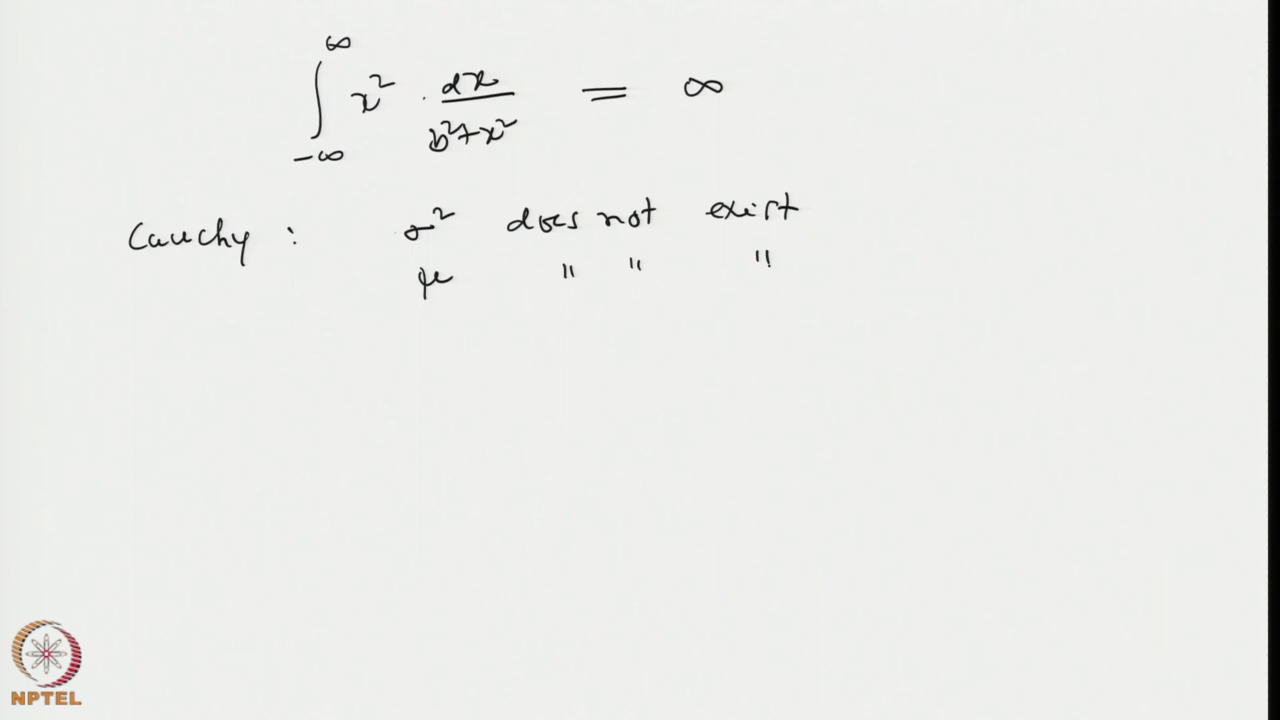 ∫_{-∞}^{∞} x² · dx / (b²+x²) = ∞
Cauchy : σ² does not exist
μ " " "
NPTEL